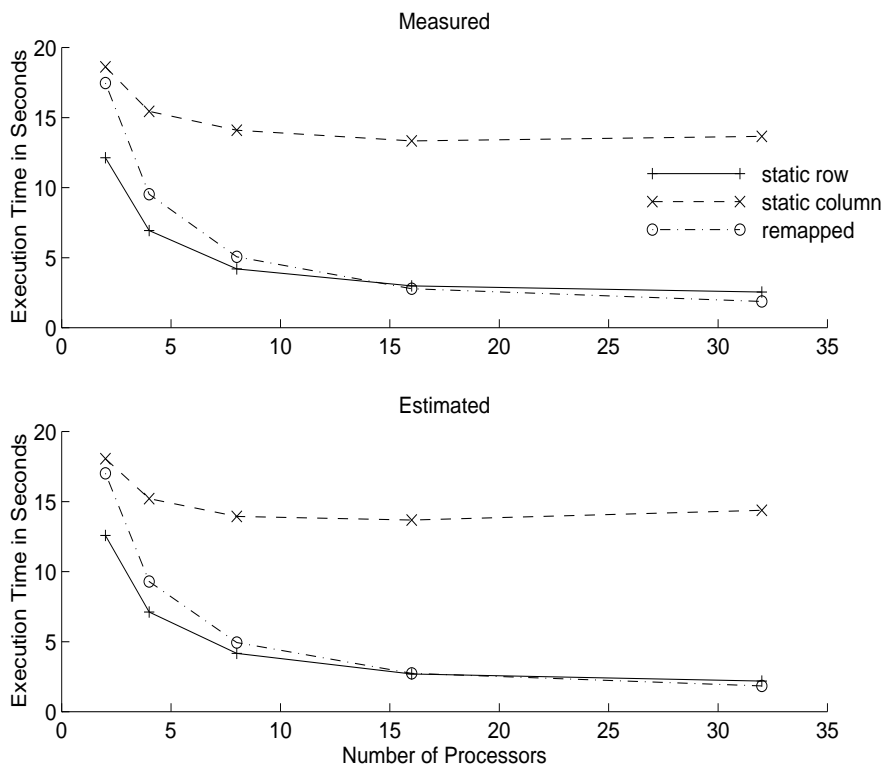 Measured
20
15
10
5
0
Execution Time in Seconds
0 5 10 15 20 25 30 35
static row
static column
remapped
Estimated
20
15
10
5
0
Execution Time in Seconds
0 5 10 15 20 25 30 35
Number of Processors